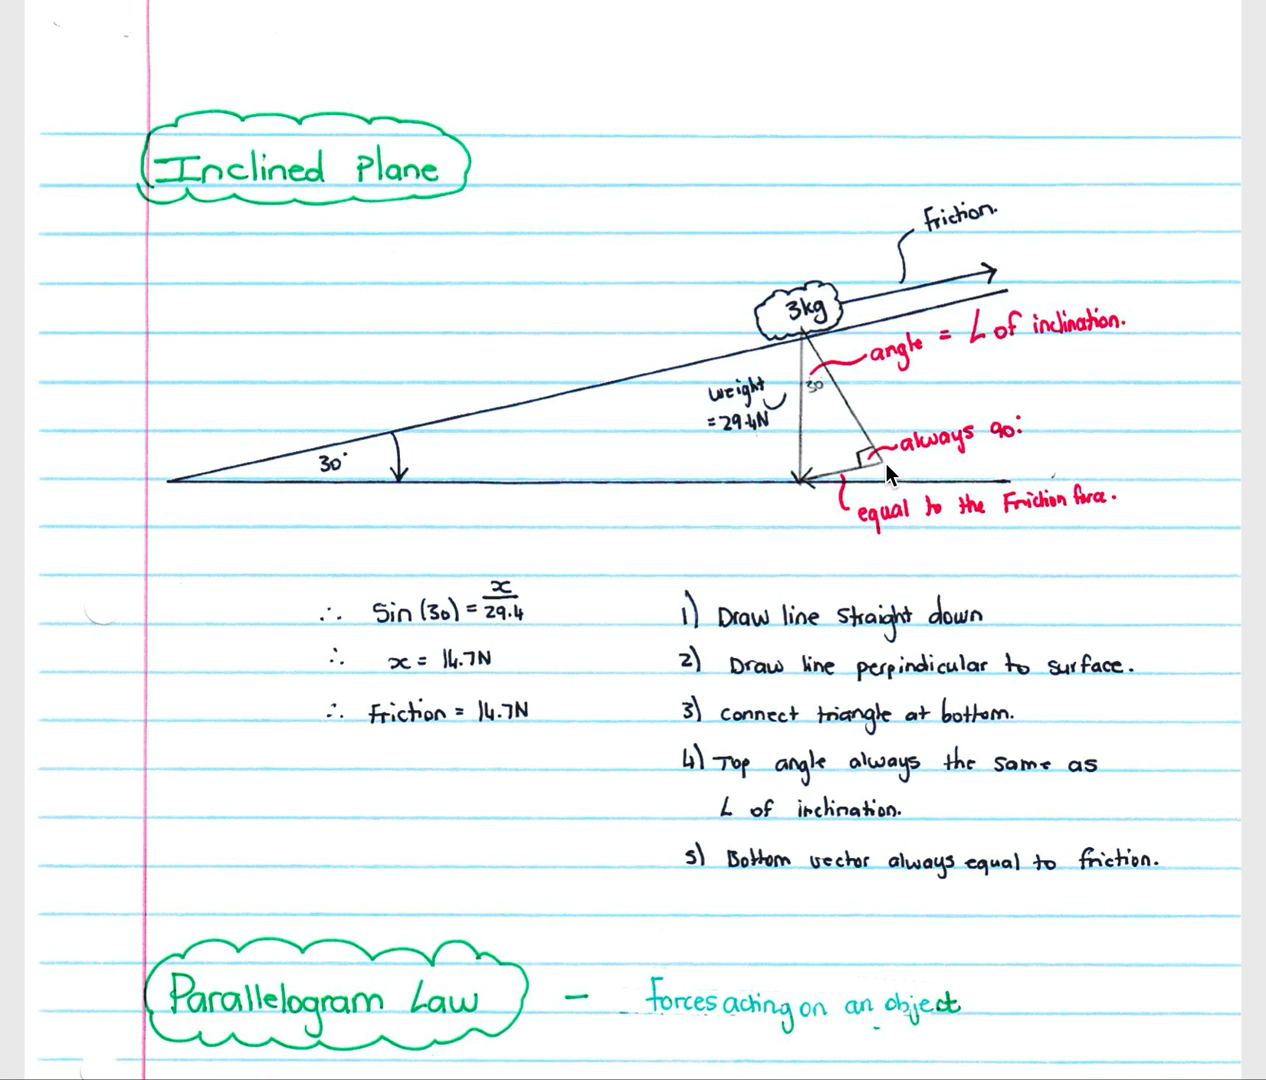 Inclined Plane
Friction.
3kg
angle = L of inclination.
30
weight
= 29.4N
always 90°
30°
equal to the Friction force.
∴ Sin (30) = x/29.4
∴ x = 14.7N
∴ Friction = 14.7N
1) Draw line straight down
2) Draw line perpindicular to surface.
3) connect triangle at bottom.
4) Top angle always the same as
L of inclination.
5) Bottom vector always equal to friction.
Parallelogram Law - Forces acting on an object